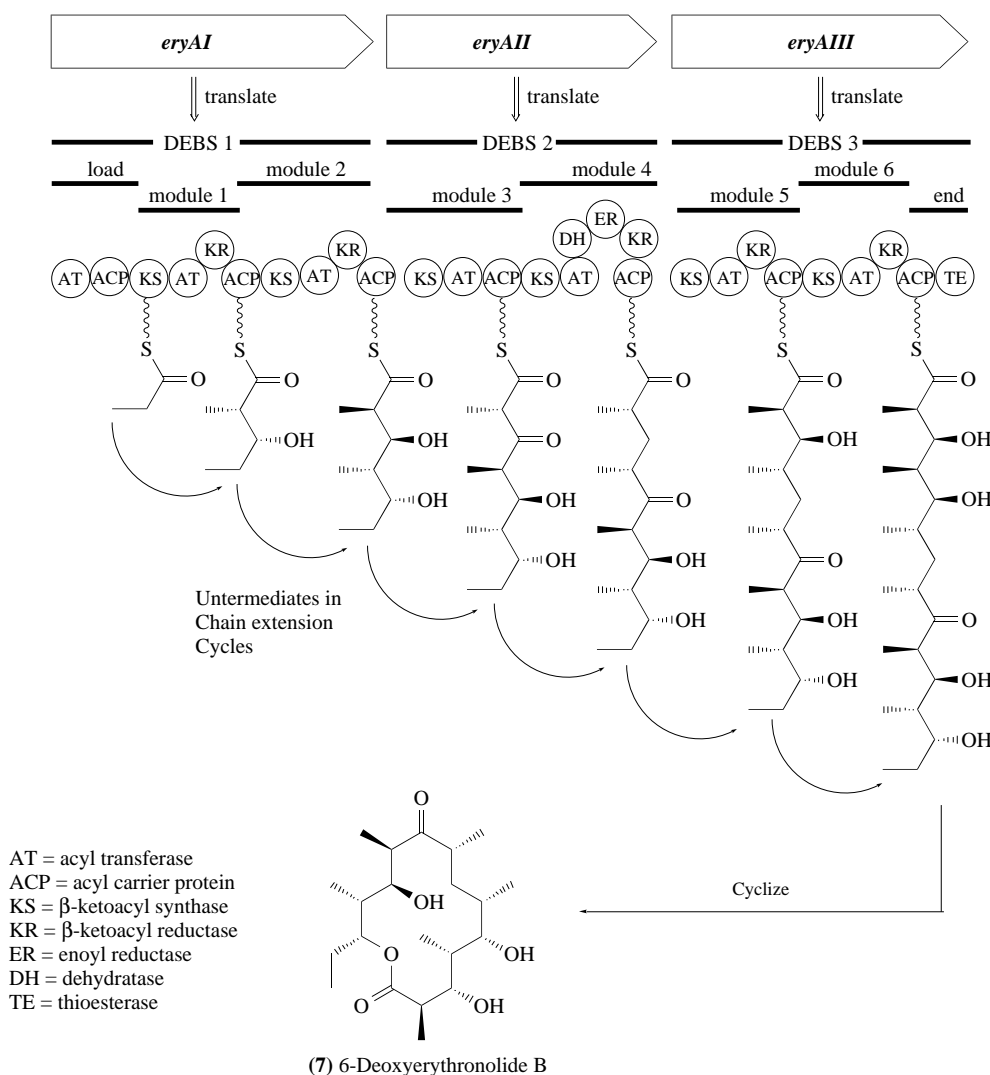 eryAI eryAII eryAIII
translate translate translate
DEBS 1 DEBS 2 DEBS 3
load module 2 module 4 module 6
module 1 module 3 module 5 end
ER
KR KR DH KR KR KR
AT ACP KS AT ACP KS AT ACP KS AT ACP KS AT ACP KS AT ACP KS AT ACP TE
S S S S S S S
O O O O O O O
OH OH O OH OH
OH OH O OH
OH OH O
OH OH O
OH OH
OH
Untermediates in
Chain extension
Cycles
O
OH
O
OH
O
OH
Cyclize
AT = acyl transferase
ACP = acyl carrier protein
KS = β-ketoacyl synthase
KR = β-ketoacyl reductase
ER = enoyl reductase
DH = dehydratase
TE = thioesterase
(7) 6-Deoxyerythronolide B